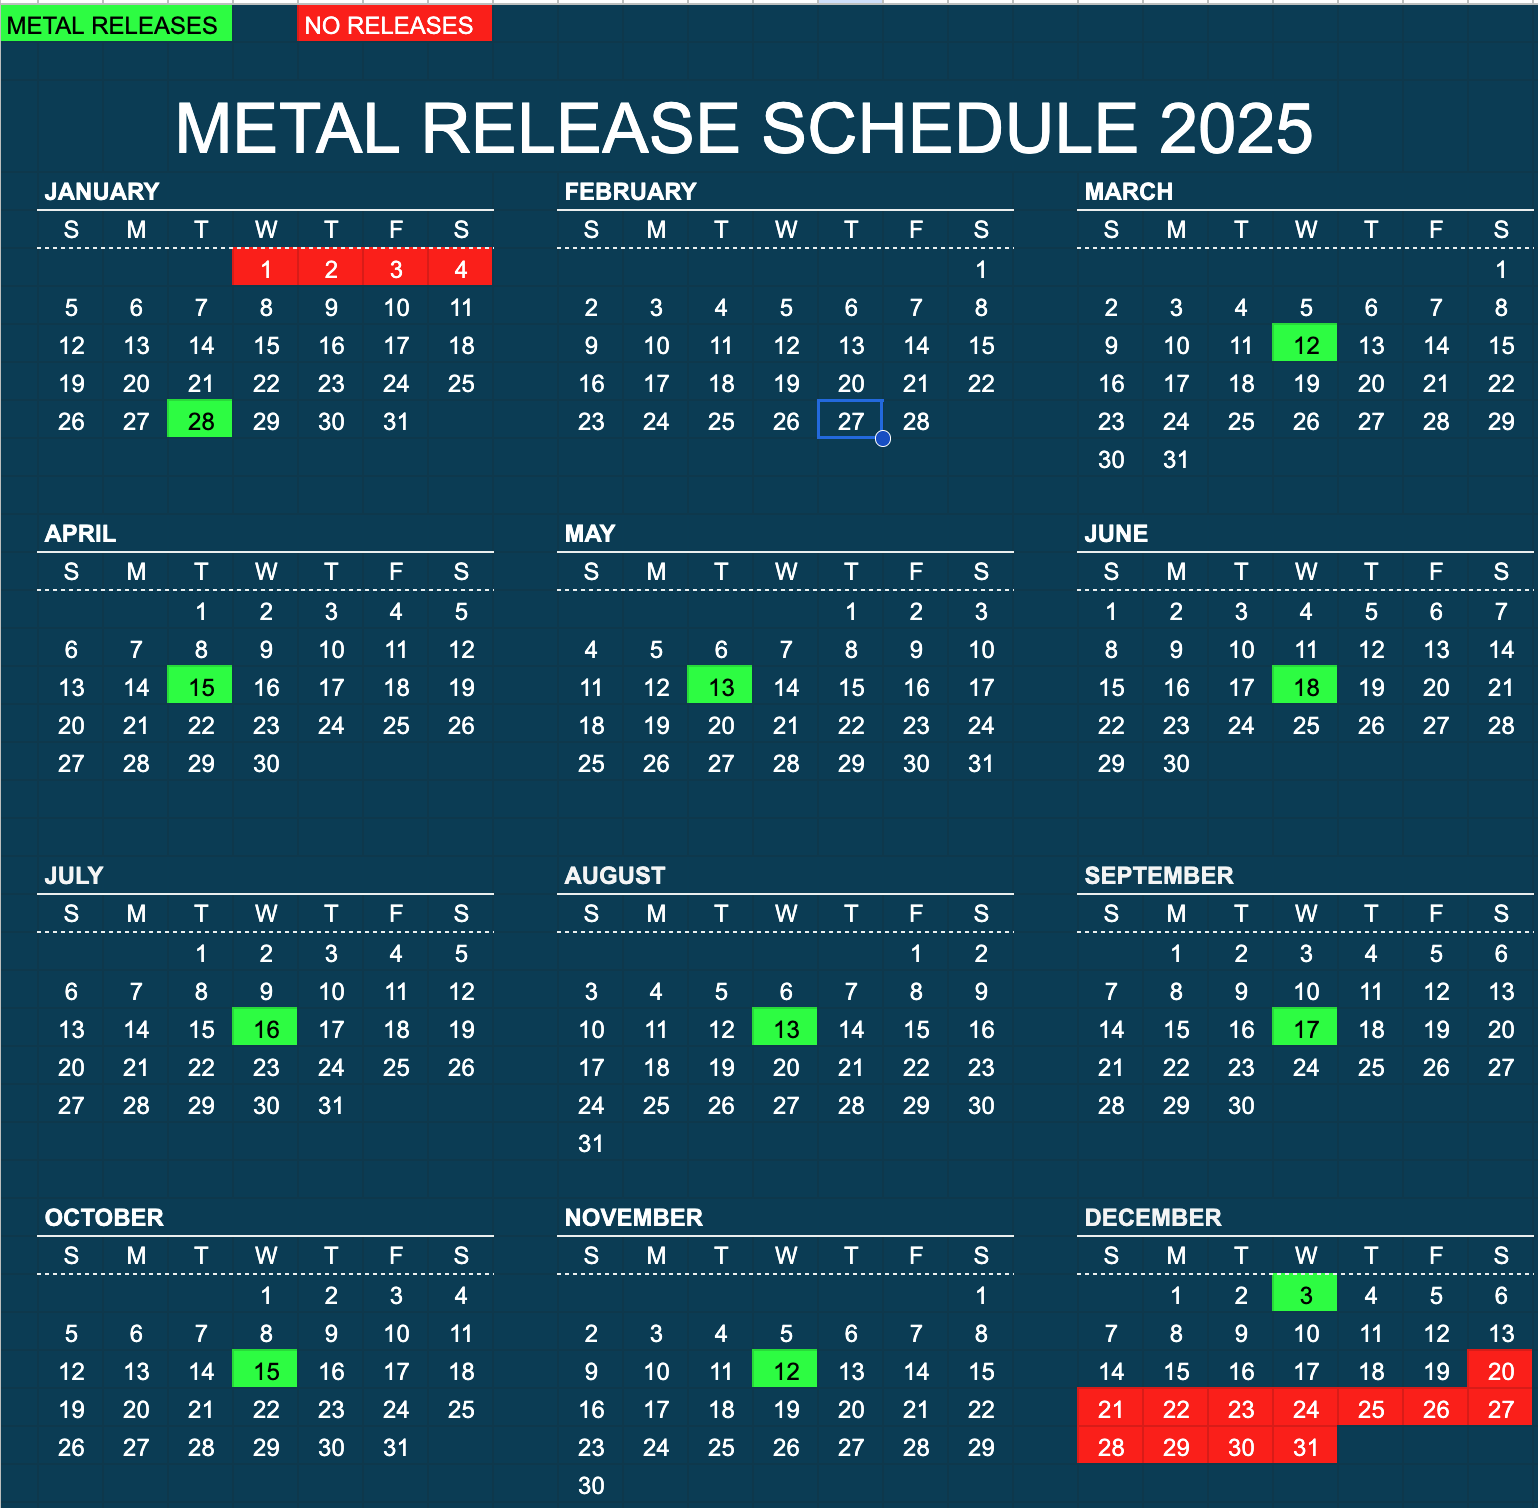 METAL RELEASES NO RELEASES
METAL RELEASE SCHEDULE 2025
JANUARY FEBRUARY MARCH
S M T W T F S S M T W T F S S M T W T F S
1 2 3 4 1 1
5 6 7 8 9 10 11 2 3 4 5 6 7 8 2 3 4 5 6 7 8
12 13 14 15 16 17 18 9 10 11 12 13 14 15 9 10 11 12 13 14 15
19 20 21 22 23 24 25 16 17 18 19 20 21 22 16 17 18 19 20 21 22
26 27 28 29 30 31 23 24 25 26 27 28 23 24 25 26 27 28 29
30 31
APRIL MAY JUNE
S M T W T F S S M T W T F S S M T W T F S
1 2 3 4 5 1 2 3 1 2 3 4 5 6 7
6 7 8 9 10 11 12 4 5 6 7 8 9 10 8 9 10 11 12 13 14
13 14 15 16 17 18 19 11 12 13 14 15 16 17 15 16 17 18 19 20 21
20 21 22 23 24 25 26 18 19 20 21 22 23 24 22 23 24 25 26 27 28
27 28 29 30 25 26 27 28 29 30 31 29 30
JULY AUGUST SEPTEMBER
S M T W T F S S M T W T F S S M T W T F S
1 2 3 4 5 1 2 1 2 3 4 5 6
6 7 8 9 10 11 12 3 4 5 6 7 8 9 7 8 9 10 11 12 13
13 14 15 16 17 18 19 10 11 12 13 14 15 16 14 15 16 17 18 19 20
20 21 22 23 24 25 26 17 18 19 20 21 22 23 21 22 23 24 25 26 27
27 28 29 30 31 24 25 26 27 28 29 30 28 29 30
31
OCTOBER NOVEMBER DECEMBER
S M T W T F S S M T W T F S S M T W T F S
1 2 3 4 1 1 2 3 4 5 6
5 6 7 8 9 10 11 2 3 4 5 6 7 8 7 8 9 10 11 12 13
12 13 14 15 16 17 18 9 10 11 12 13 14 15 14 15 16 17 18 19 20
19 20 21 22 23 24 25 16 17 18 19 20 21 22 21 22 23 24 25 26 27
26 27 28 29 30 31 23 24 25 26 27 28 29 28 29 30 31
30